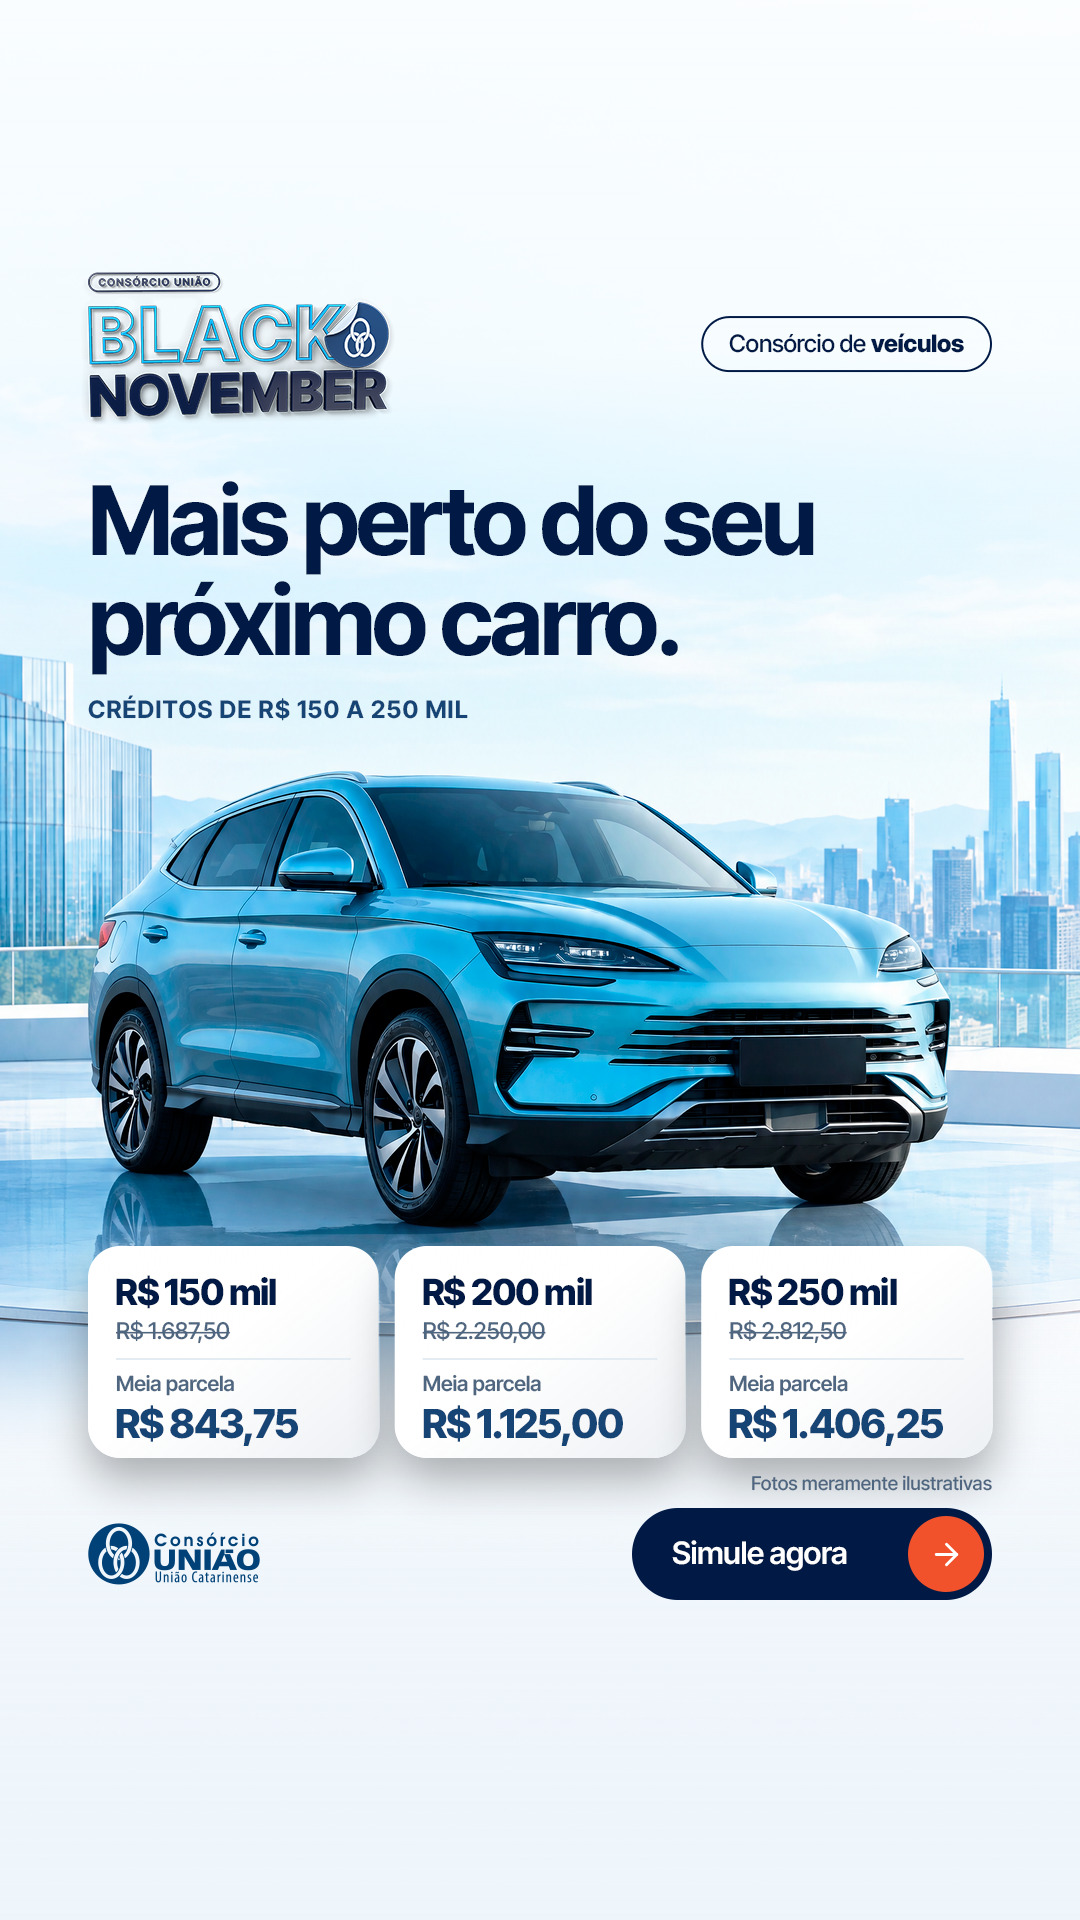 CONSÓRCIO UNIÃO
BLACK
NOVEMBER
Consórcio de veículos
Mais perto do seu
próximo carro.
CRÉDITOS DE R$ 150 A 250 MIL
R$ 150 mil
R$ 1.687,50
Meia parcela
R$ 843,75
R$ 200 mil
R$ 2.250,00
Meia parcela
R$ 1.125,00
R$ 250 mil
R$ 2.812,50
Meia parcela
R$ 1.406,25
Fotos meramente ilustrativas
Consórcio
UNIÃO
União Catarinense
Simule agora